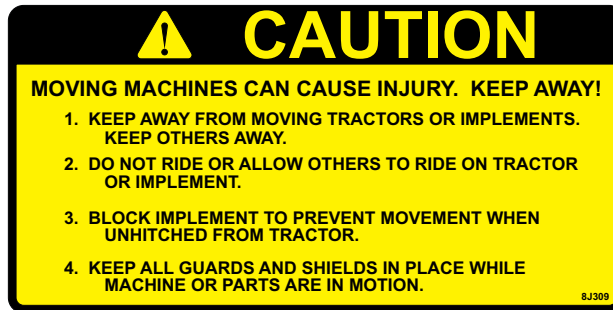 CAUTION
MOVING MACHINES CAN CAUSE INJURY. KEEP AWAY!
1. KEEP AWAY FROM MOVING TRACTORS OR IMPLEMENTS.
KEEP OTHERS AWAY.
2. DO NOT RIDE OR ALLOW OTHERS TO RIDE ON TRACTOR
OR IMPLEMENT.
3. BLOCK IMPLEMENT TO PREVENT MOVEMENT WHEN
UNHITCHED FROM TRACTOR.
4. KEEP ALL GUARDS AND SHIELDS IN PLACE WHILE
MACHINE OR PARTS ARE IN MOTION.
8J309